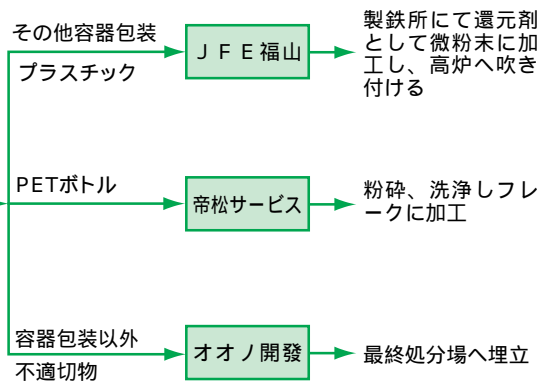 その他容器包装
プラスチック
ＪＦＥ福山
製鉄所にて還元剤
として微粉末に加
工し、高炉へ吹き
付ける
PETボトル
帝松サービス
粉砕、洗浄しフレ
ークに加工
容器包装以外
不適切物
オオノ開發
最終処分場へ埋立